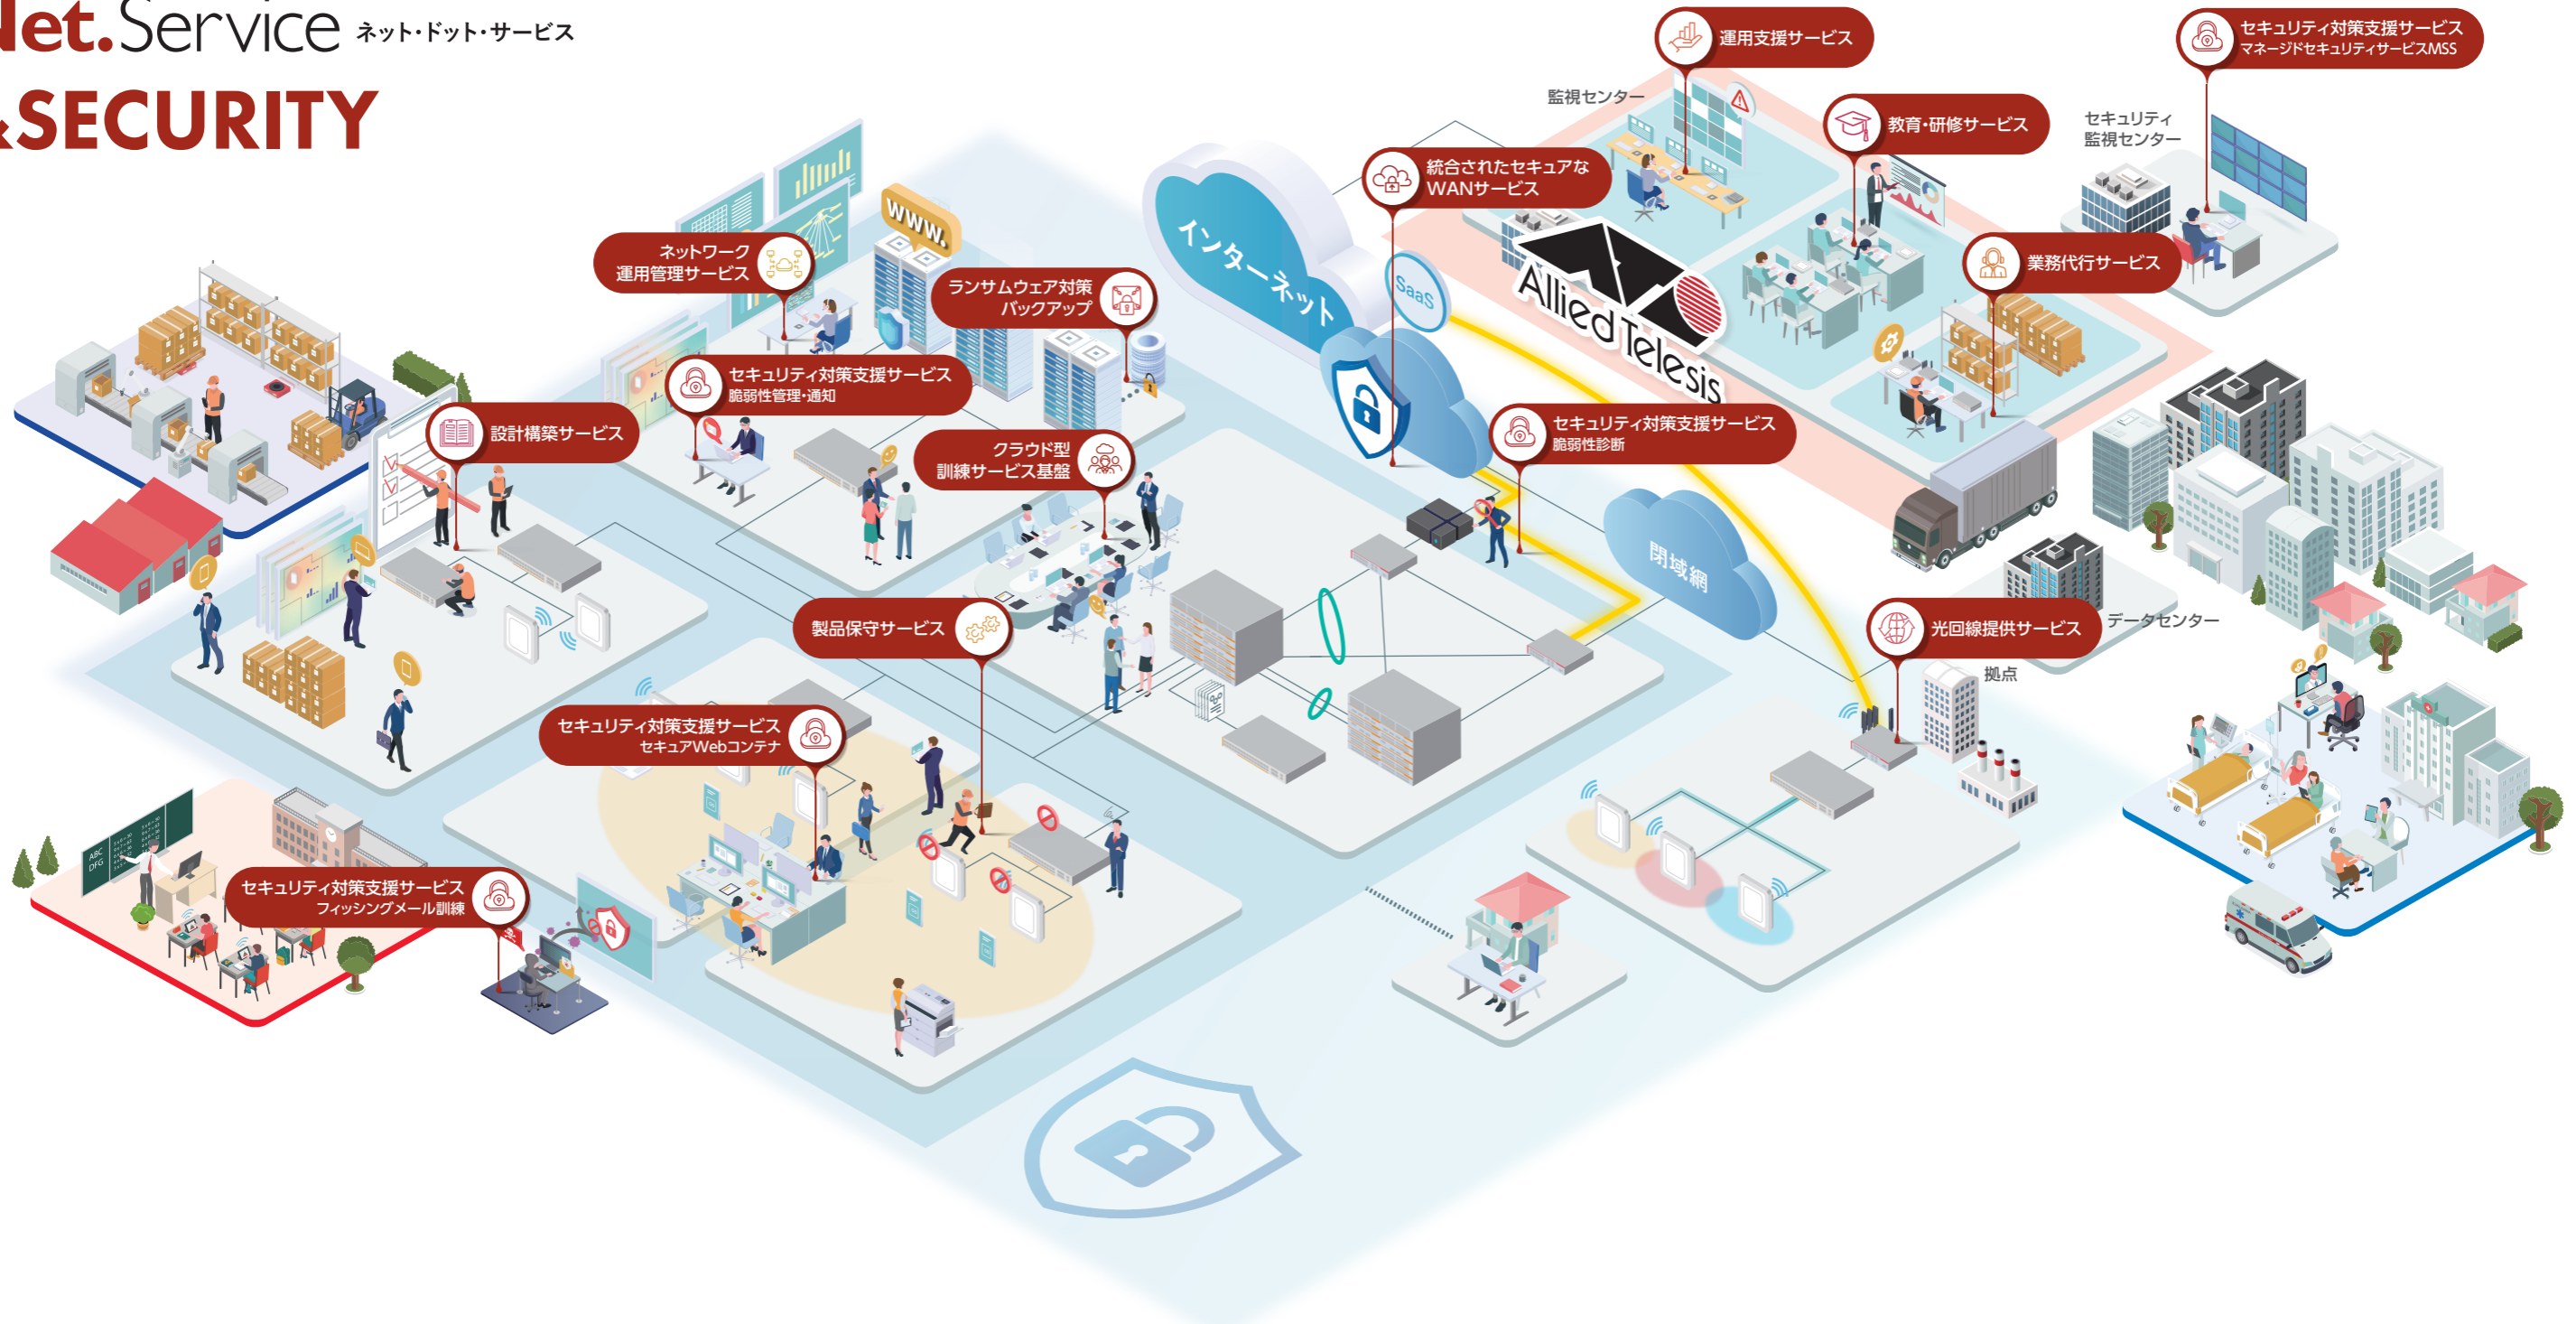 Net.Service ネット・ドット・サービス
&SECURITY
運用支援サービス
セキュリティ対策支援サービス
マネージドセキュリティサービスMSS
監視センター
教育・研修サービス
セキュリティ
監視センター
統合されたセキュアな
WANサービス
WWW.
インターネット
SaaS
Allied Telesis
業務代行サービス
ネットワーク
運用管理サービス
ランサムウェア対策
バックアップ
セキュリティ対策支援サービス
脆弱性管理・通知
設計構築サービス
クラウド型
訓練サービス基盤
セキュリティ対策支援サービス
脆弱性診断
閉域網
製品保守サービス
光回線提供サービス
データセンター
拠点
セキュリティ対策支援サービス
セキュアWebコンテナ
ABC
DFG
セキュリティ対策支援サービス
フィッシングメール訓練